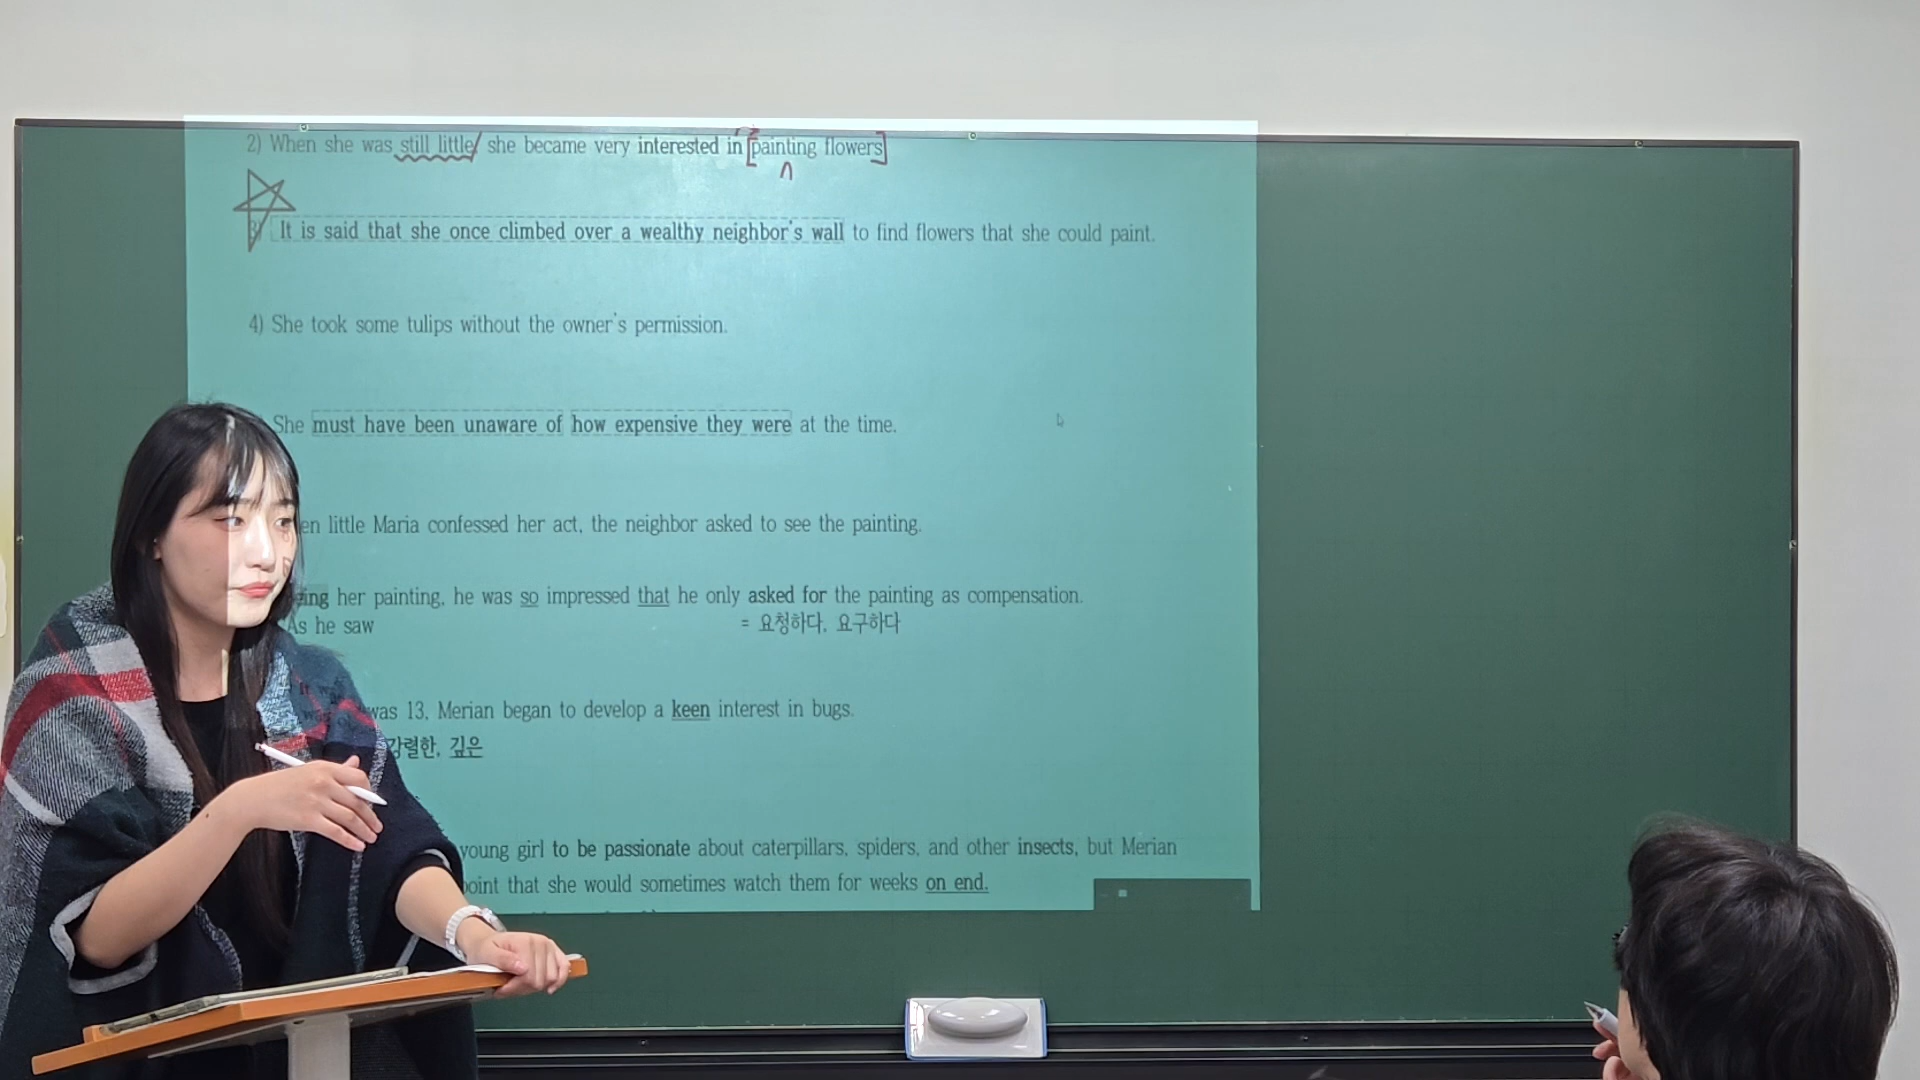 2) When she was still little/ she became very interested in [painting flowers]
3) It is said that she once climbed over a wealthy neighbor's wall to find flowers that she could paint.
4) She took some tulips without the owner's permission.
She must have been unaware of how expensive they were at the time.
en little Maria confessed her act, the neighbor asked to see the painting.
eing her painting, he was so impressed that he only asked for the painting as compensation.
As he saw
= 요청하다, 요구하다
was 13, Merian began to develop a keen interest in bugs.
강렬한, 깊은
young girl to be passionate about caterpillars, spiders, and other insects, but Merian
point that she would sometimes watch them for weeks on end.